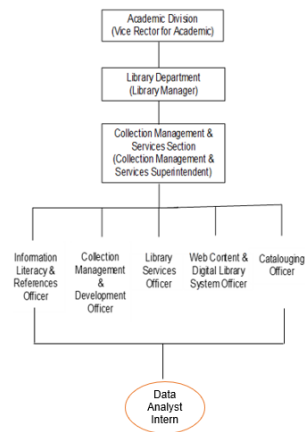 Academic Division
(Vice Rector for Academic)
Library Department
(Library Manager)
Collection Management &
Services Section
(Collection Management &
Services Superintendent)
Information
Literacy &
References
Officer
Collection
Management
&
Development
Officer
Library
Services
Officer
Web Content &
Digital Library
System Officer
Catalouging
Officer
Data
Analyst
Intern